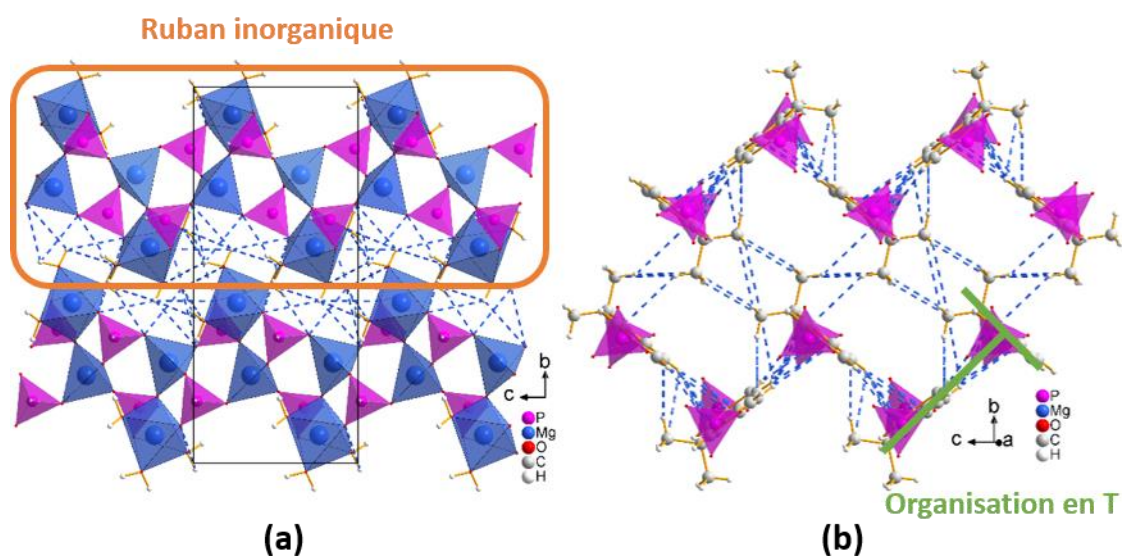 Ruban inorganique
b
c
P
Mg
O
C
H
(a)
b
c
a
P
Mg
O
C
H
Organisation en T
(b)